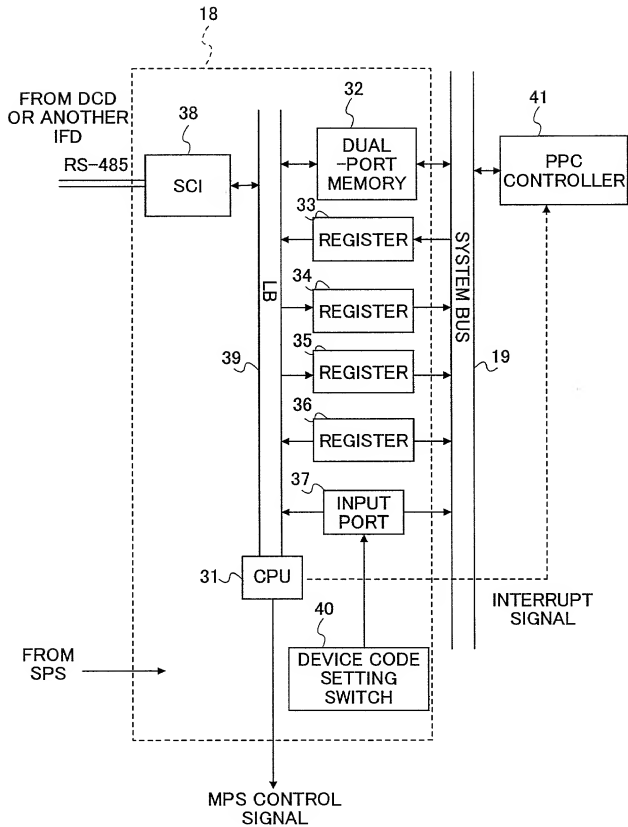 18
FROM DCD
OR ANOTHER
IFD
RS-485
38
SCI
32
DUAL
-PORT
MEMORY
41
PPC
CONTROLLER
33
REGISTER
34
REGISTER
35
REGISTER
36
REGISTER
37
INPUT
PORT
LB
39
SYSTEM BUS
19
31
CPU
40
DEVICE CODE
SETTING
SWITCH
INTERRUPT
SIGNAL
FROM
SPS
MPS CONTROL
SIGNAL